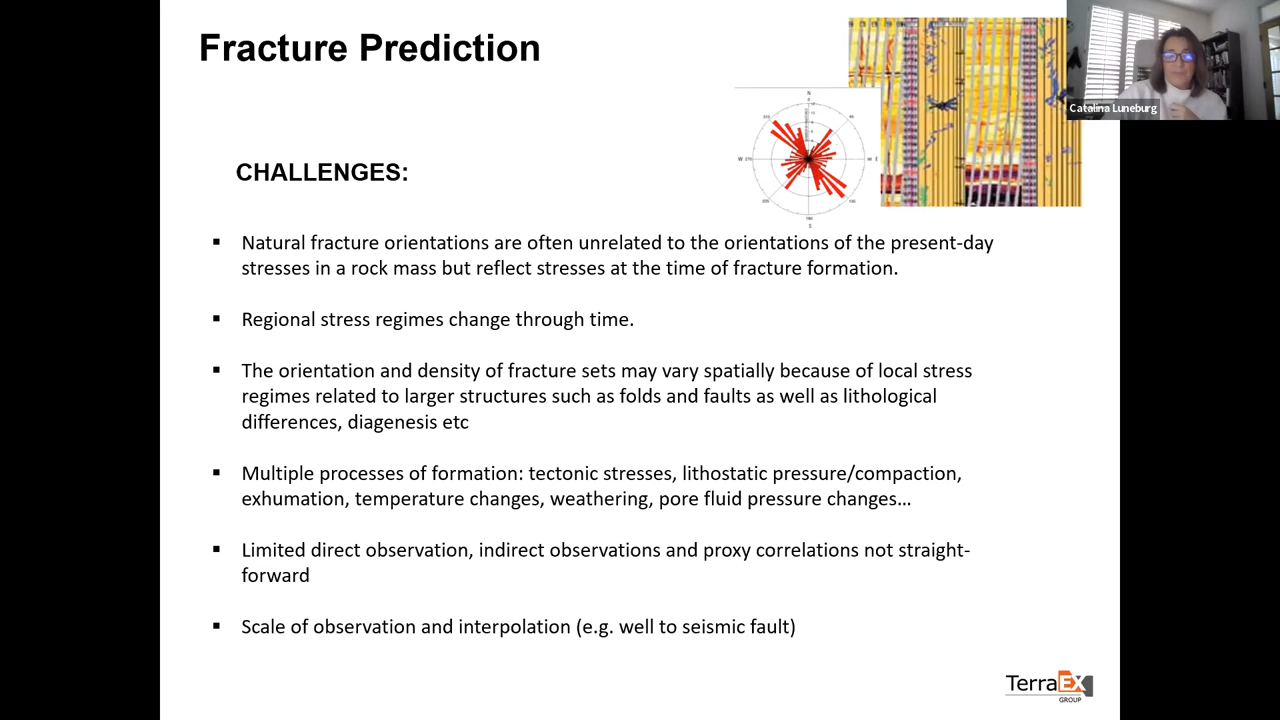 Fracture Prediction
Catalina Luneburg
N
W
E
S
CHALLENGES:
▪ Natural fracture orientations are often unrelated to the orientations of the present-day
stresses in a rock mass but reflect stresses at the time of fracture formation.
▪ Regional stress regimes change through time.
▪ The orientation and density of fracture sets may vary spatially because of local stress
regimes related to larger structures such as folds and faults as well as lithological
differences, diagenesis etc
▪ Multiple processes of formation: tectonic stresses, lithostatic pressure/compaction,
exhumation, temperature changes, weathering, pore fluid pressure changes…
▪ Limited direct observation, indirect observations and proxy correlations not straight-
forward
▪ Scale of observation and interpolation (e.g. well to seismic fault)
TerraEX
GROUP